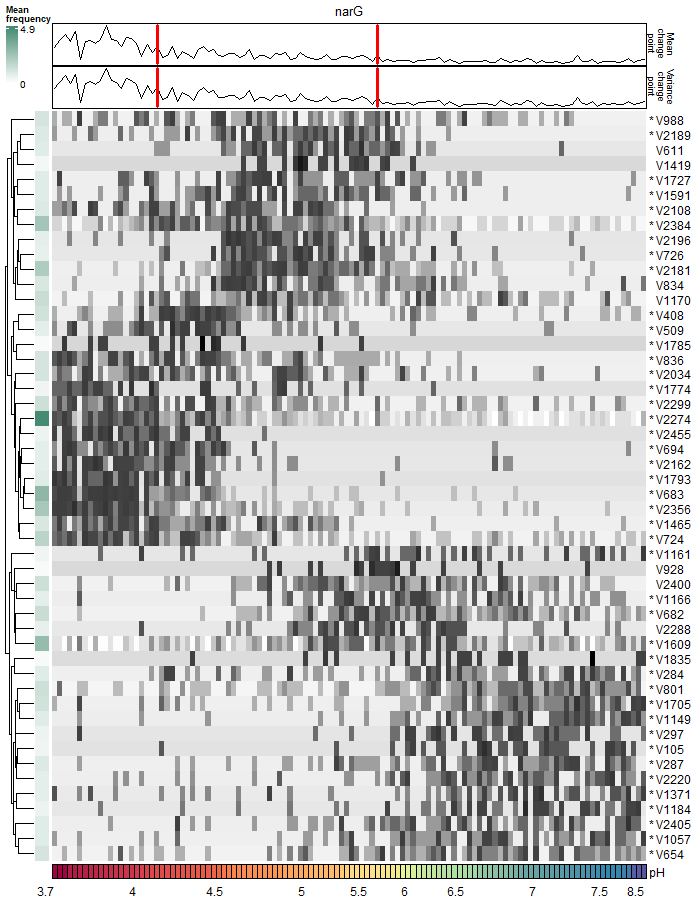 narG
Mean
frequency
4.9
0
Mean
change
point
Variance
change
point
*V988
*V2189
V611
V1419
*V1727
*V1591
*V2108
*V2384
*V2196
*V726
*V2181
V834
V1170
*V408
*V509
*V1785
*V836
*V2034
*V1774
*V2299
*V2274
*V2455
*V694
*V2162
*V1793
*V683
*V2356
*V1465
*V724
*V1161
V928
V2400
*V1166
*V682
V2288
*V1609
*V1835
*V284
*V801
*V1705
*V1149
*V297
*V105
*V287
*V2220
*V1371
*V1184
*V2405
*V1057
*V654
pH
3.7 4 4.5 5 5.5 6 6.5 7 7.5 8.5